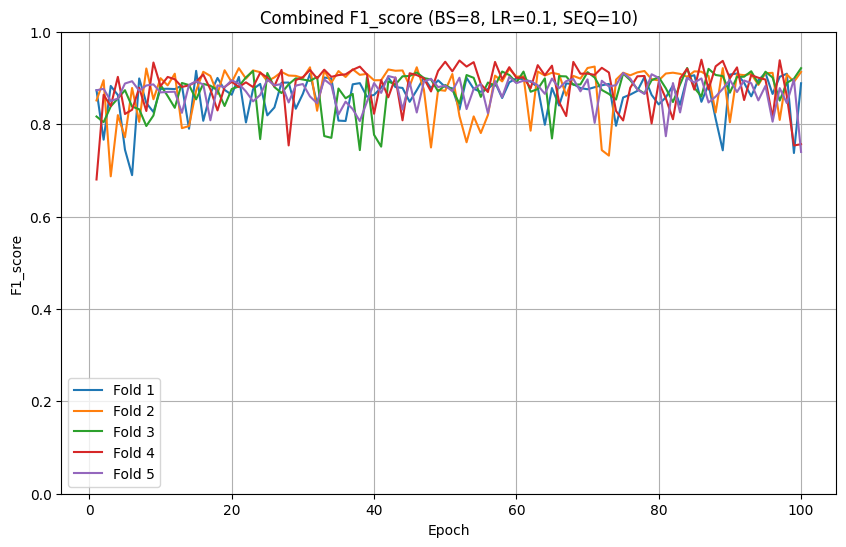 Combined F1_score (BS=8, LR=0.1, SEQ=10)
F1_score
1.0
0.8
0.6
0.4
0.2
0.0
Fold 1
Fold 2
Fold 3
Fold 4
Fold 5
0 20 40 60 80 100
Epoch